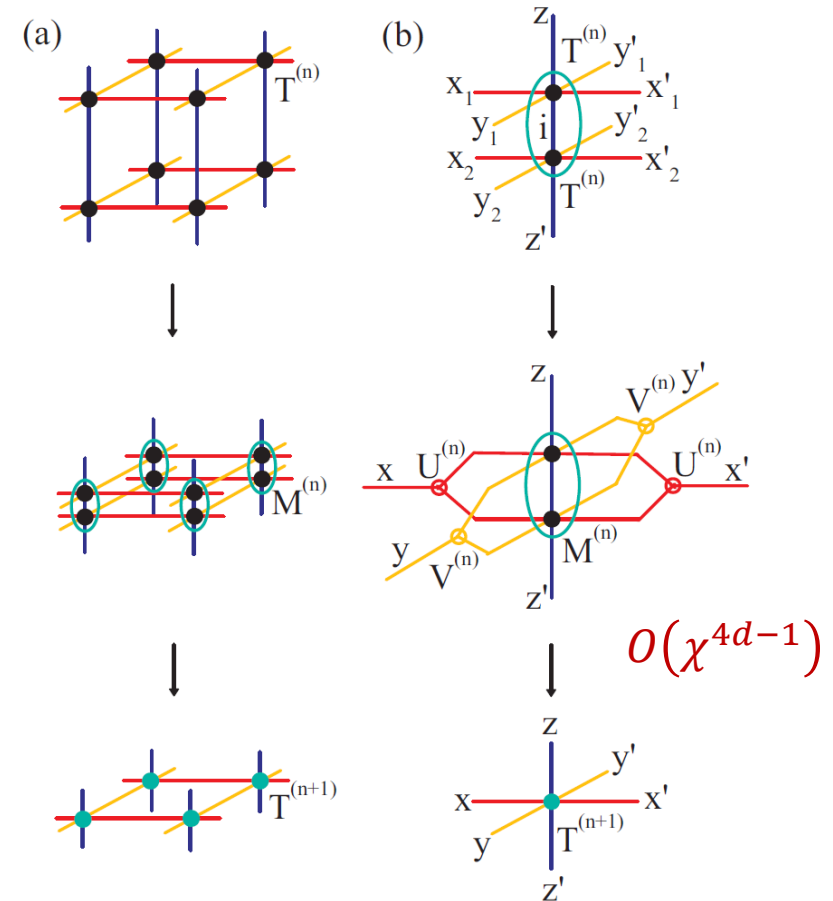 (a)
T^(n)
M^(n)
T^(n+1)
(b)
z
T^(n)
y'_1
x_1
x'_1
y_1
i
y'_2
x_2
x'_2
y_2
T^(n)
z'
z
V^(n) y'
x
U^(n)
U^(n)
x'
y
V^(n)
M^(n)
z'
O(χ^{4d−1})
z
y'
x
x'
y
T^(n+1)
z'